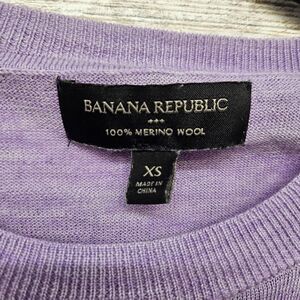 BANANA REPUBLIC
100% MERINO WOOL
XS
MADE IN
CHINA